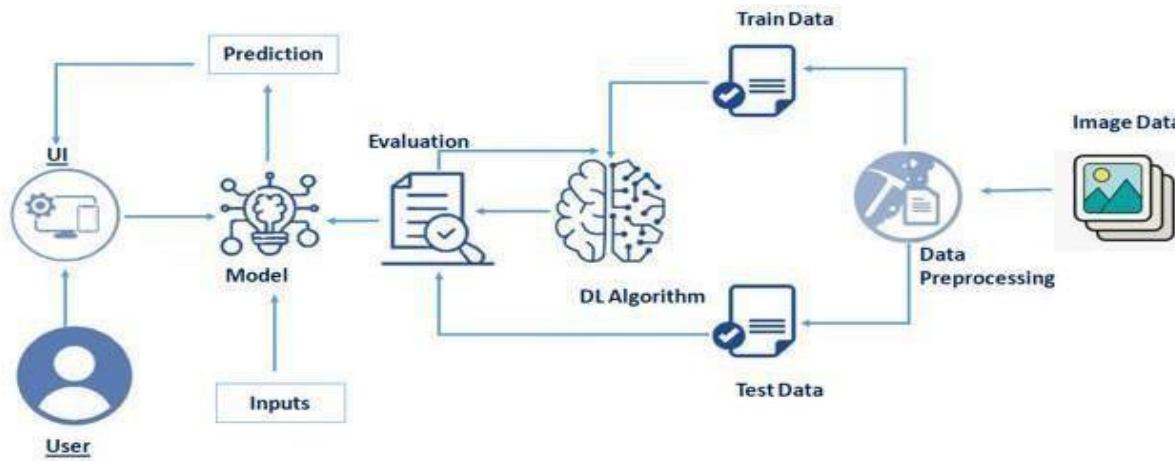 Train Data
Prediction
Image Data
Evaluation
UI
Data
Preprocessing
Model
DL Algorithm
Test Data
Inputs
User